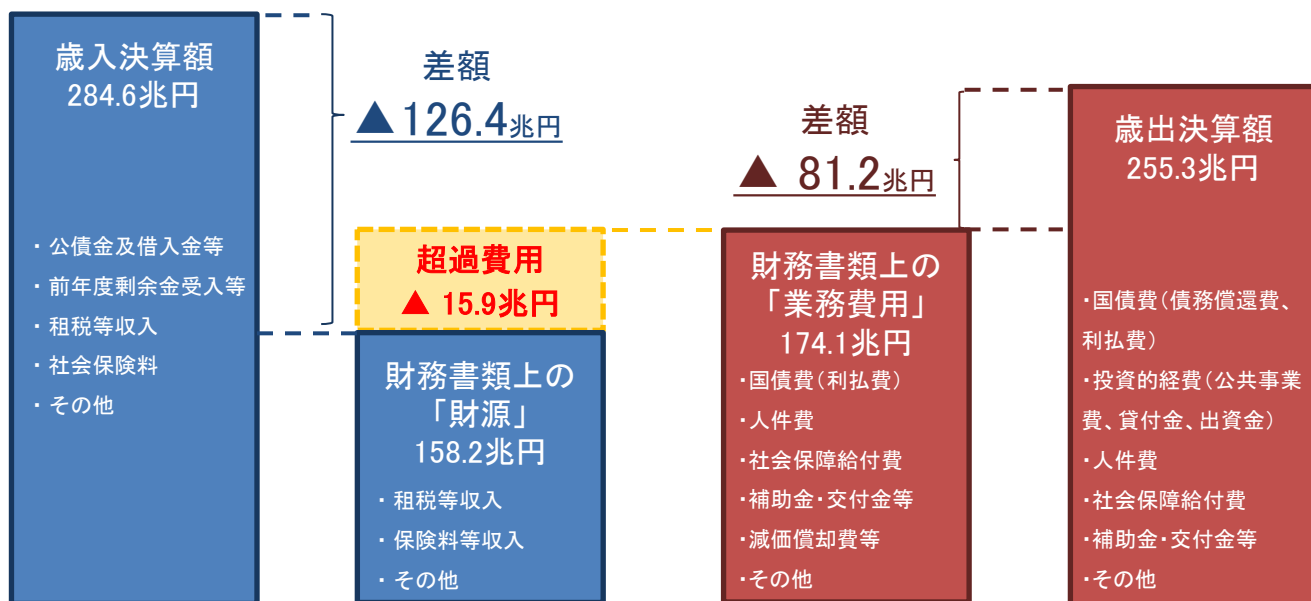 歳入決算額
284.6兆円
・公債金及借入金等
・前年度剰余金受入等
・租税等収入
・社会保険料
・その他
差額
▲126.4兆円
超過費用
▲ 15.9兆円
財務書類上の
「財源」
158.2兆円
・租税等収入
・保険料等収入
・その他
差額
▲ 81.2兆円
財務書類上の
「業務費用」
174.1兆円
・国債費(利払費)
・人件費
・社会保障給付費
・補助金・交付金等
・減価償却費等
・その他
歳出決算額
255.3兆円
・国債費(債務償還費、
利払費)
・投資的経費(公共事業
費、貸付金、出資金)
・人件費
・社会保障給付費
・補助金・交付金等
・その他